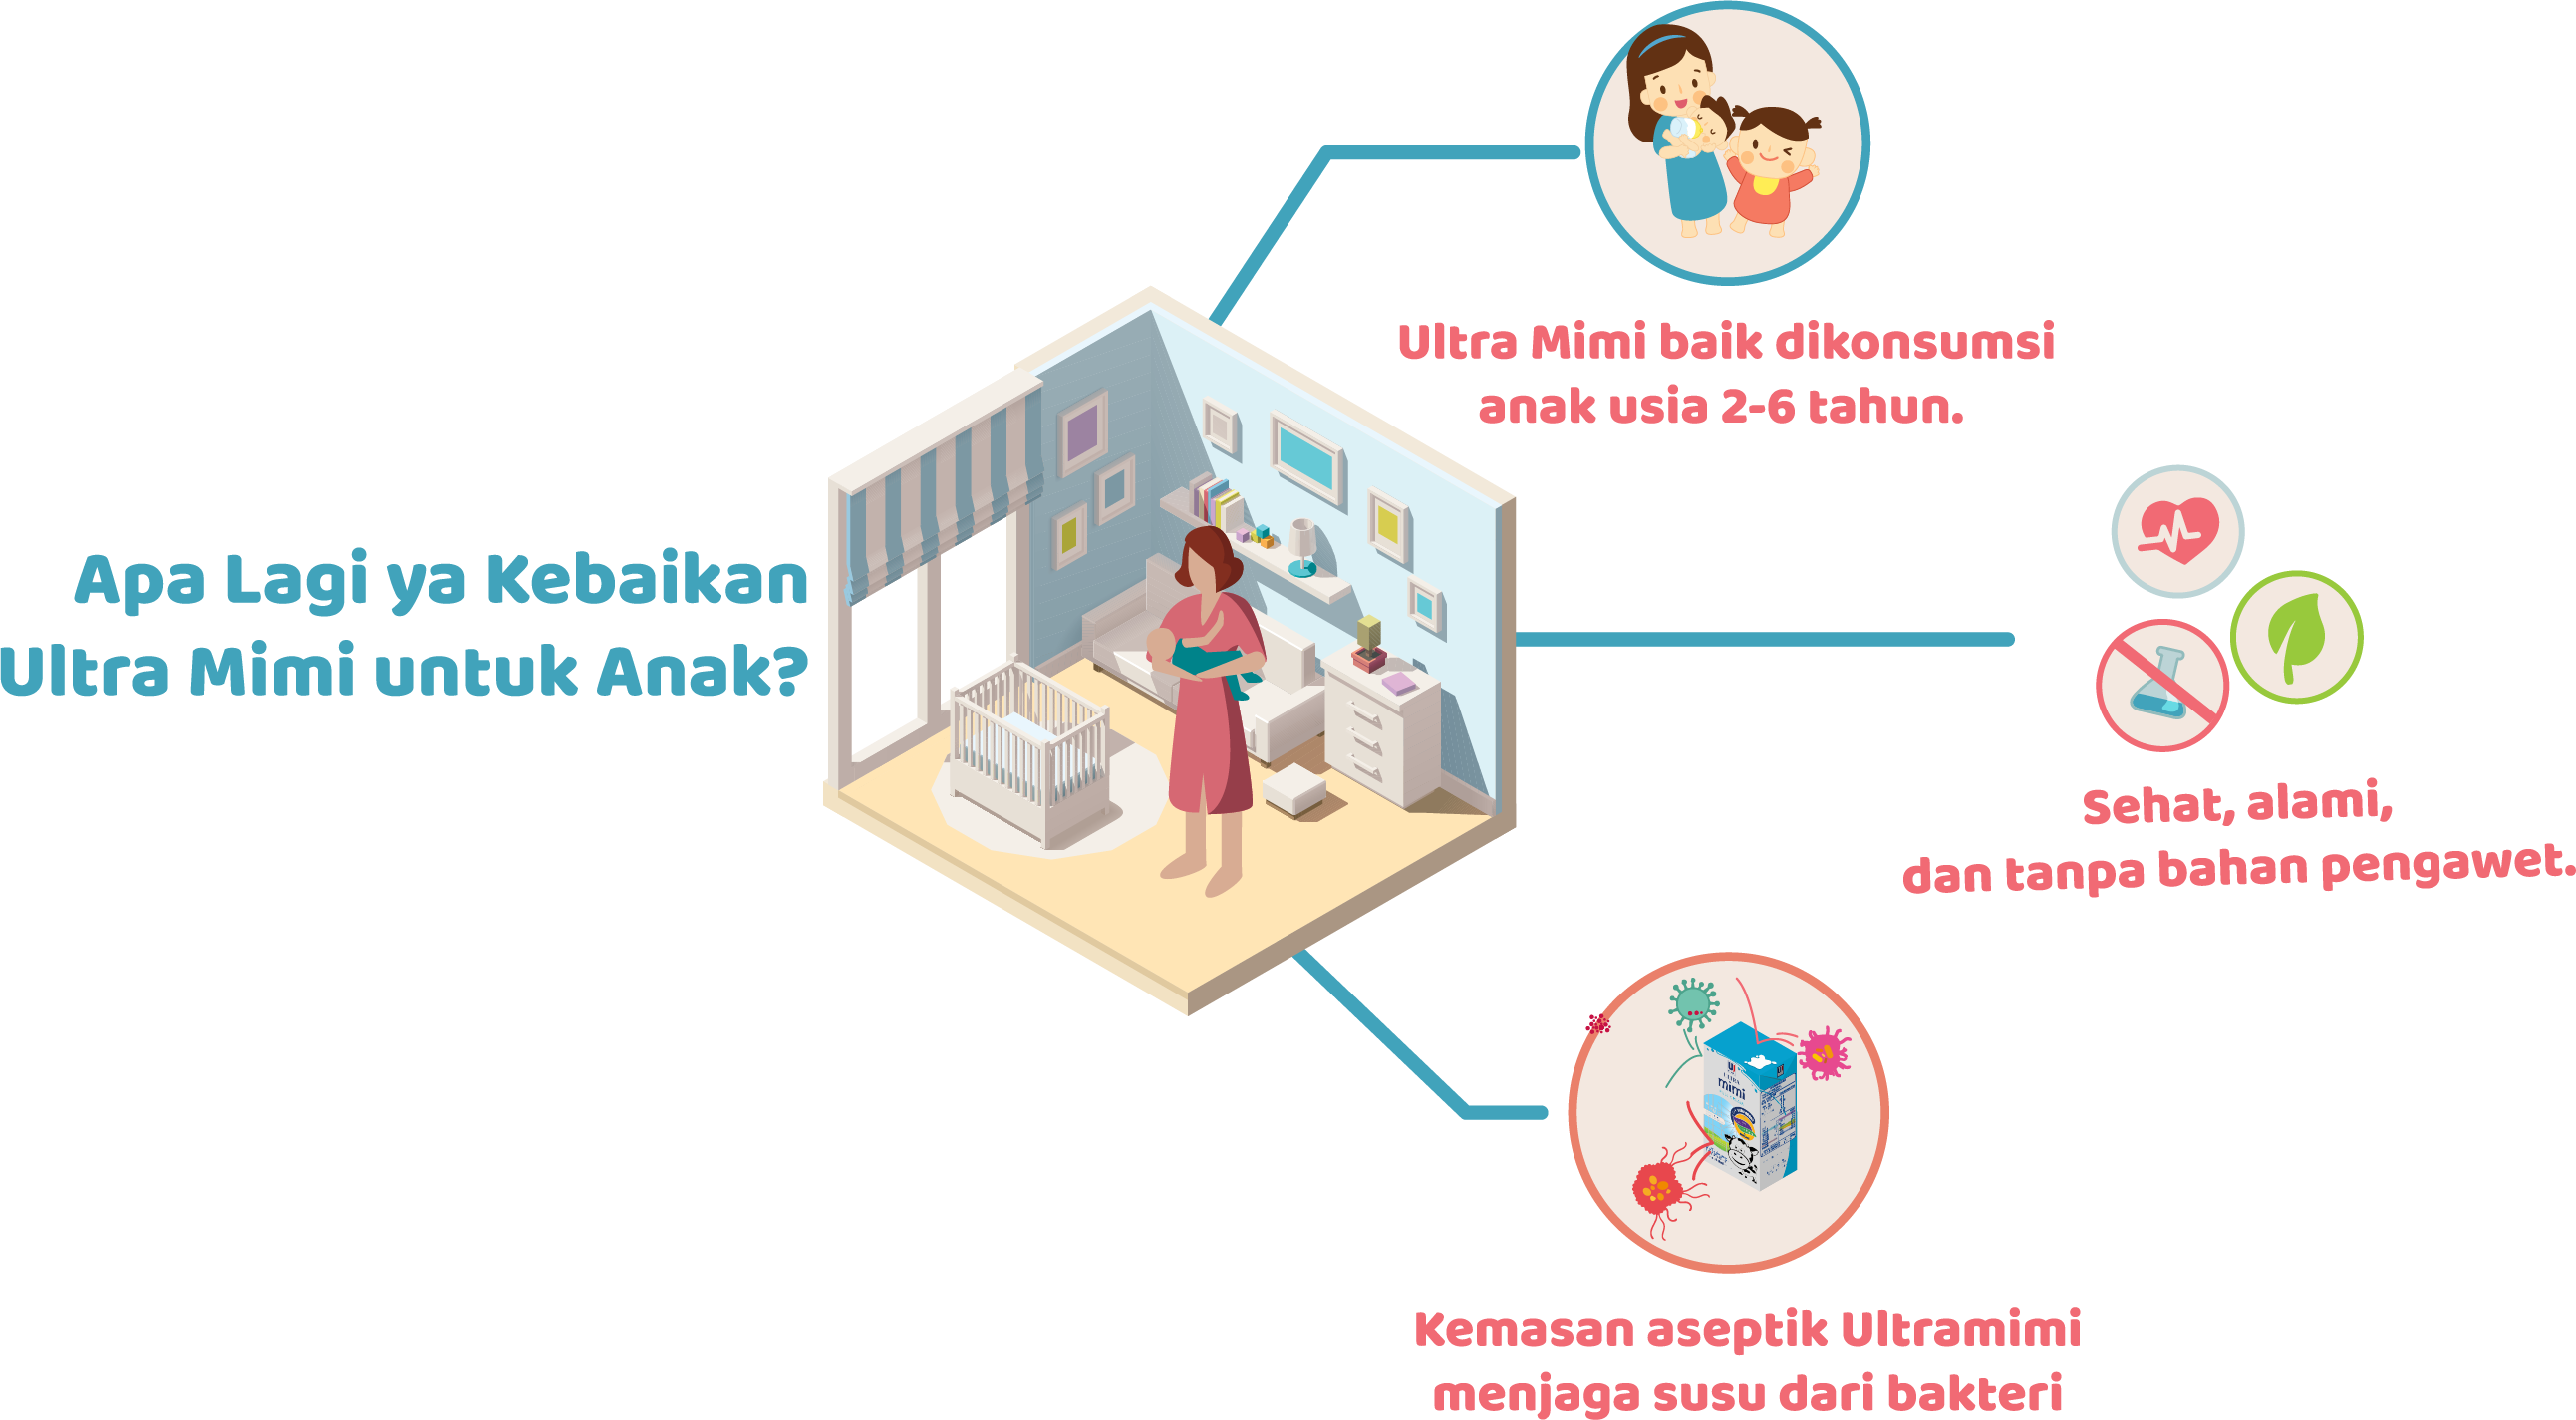 Apa Lagi ya Kebaikan
Ultra Mimi untuk Anak?
Ultra Mimi baik dikonsumsi
anak usia 2-6 tahun.
Sehat, alami,
dan tanpa bahan pengawet.
mimi
Kemasan aseptik Ultramimi
menjaga susu dari bakteri